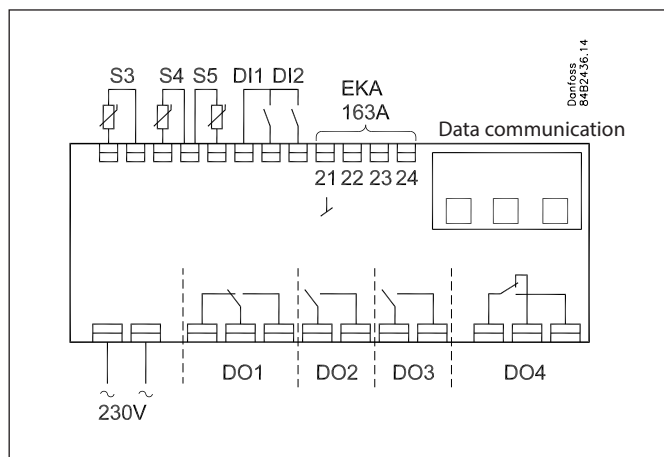 S3 S4 S5 DI1 DI2
EKA
163A
Danfoss
84B2436.14
Data communication
21 22 23 24
DO1 DO2 DO3 DO4
230V